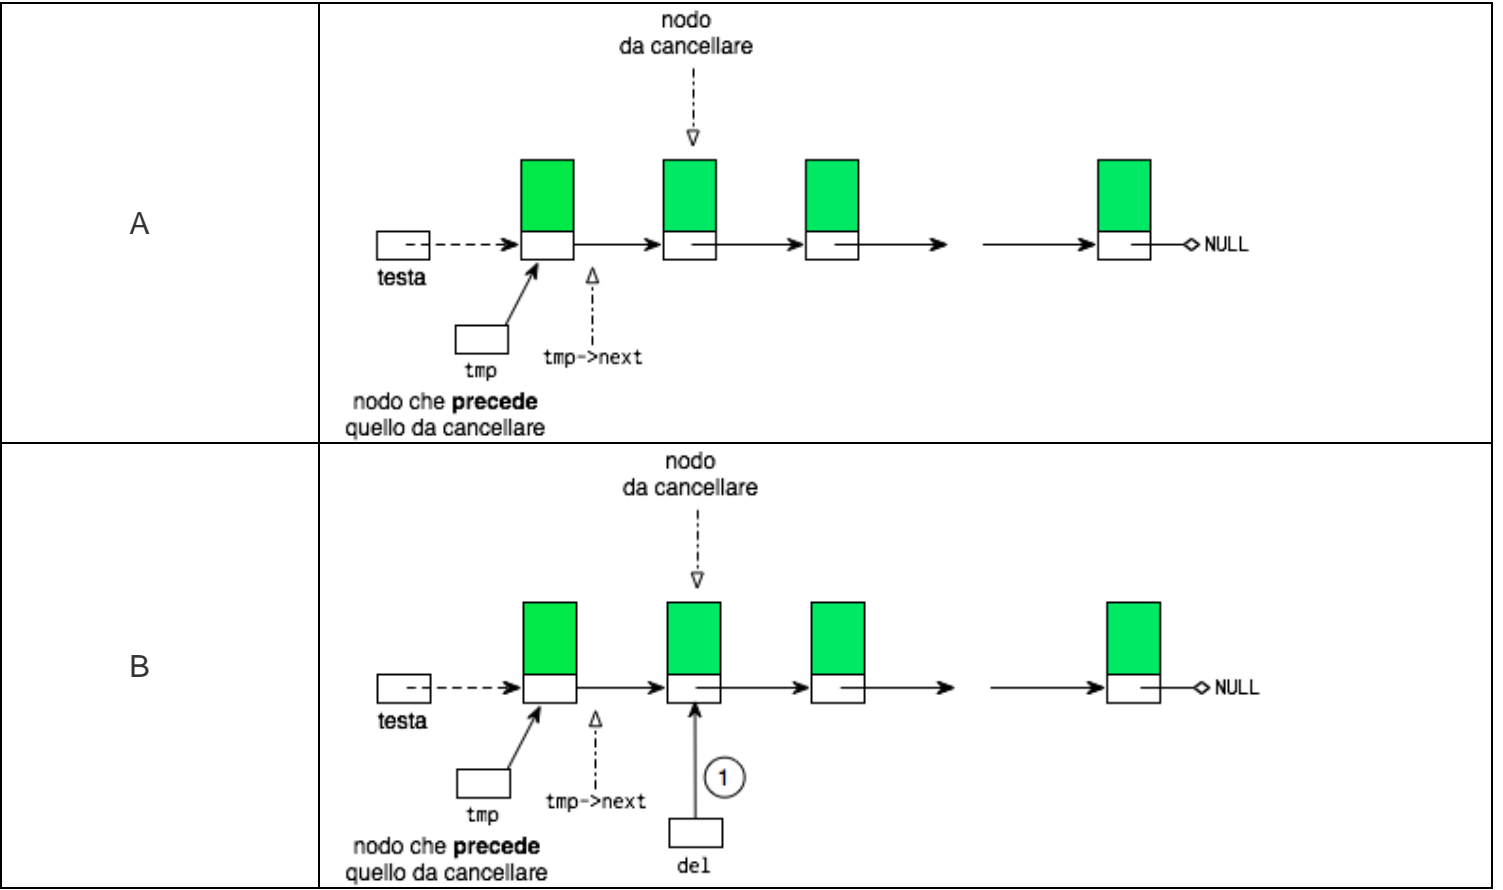 A
nodo
da cancellare
testa
NULL
tmp->next
tmp
nodo che precede
quello da cancellare
B
nodo
da cancellare
testa
NULL
1
tmp->next
tmp
del
nodo che precede
quello da cancellare